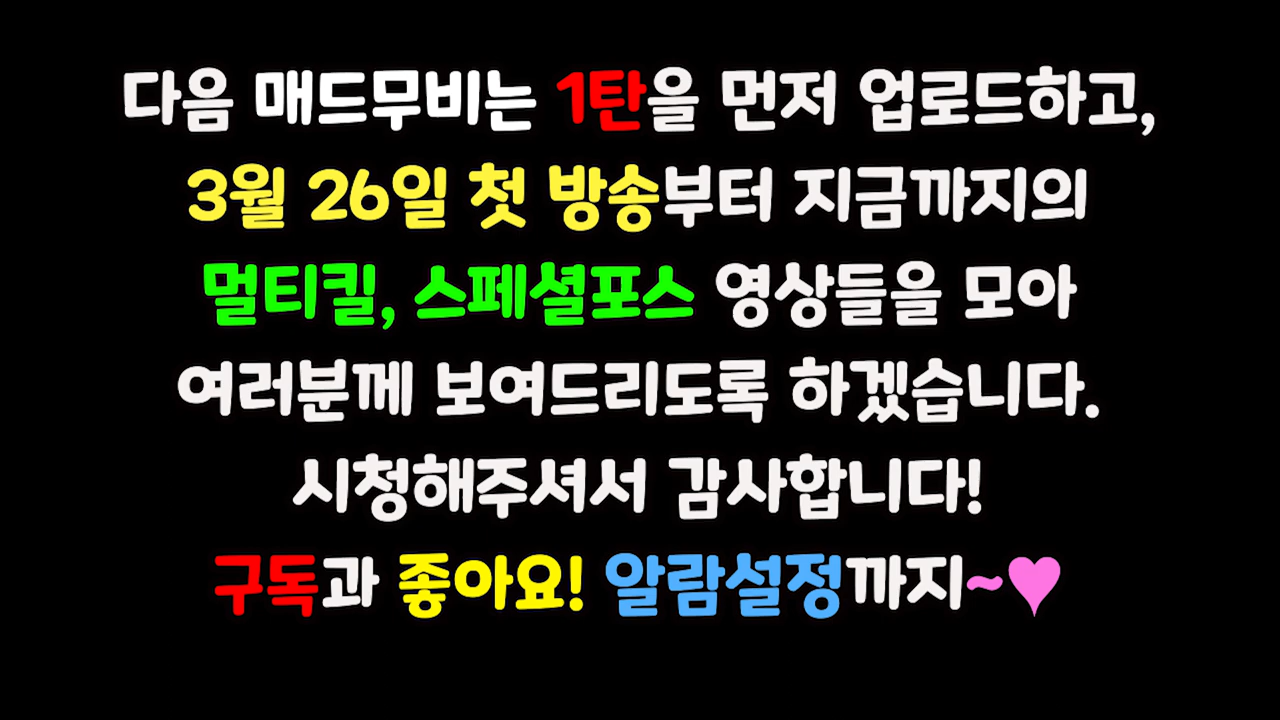 다음 매드무비는 1탄을 먼저 업로드하고,
3월 26일 첫 방송부터 지금까지의
멀티킬, 스페셜포스 영상들을 모아
여러분께 보여드리도록 하겠습니다.
시청해주셔서 감사합니다!
구독과 좋아요! 알람설정까지~♥